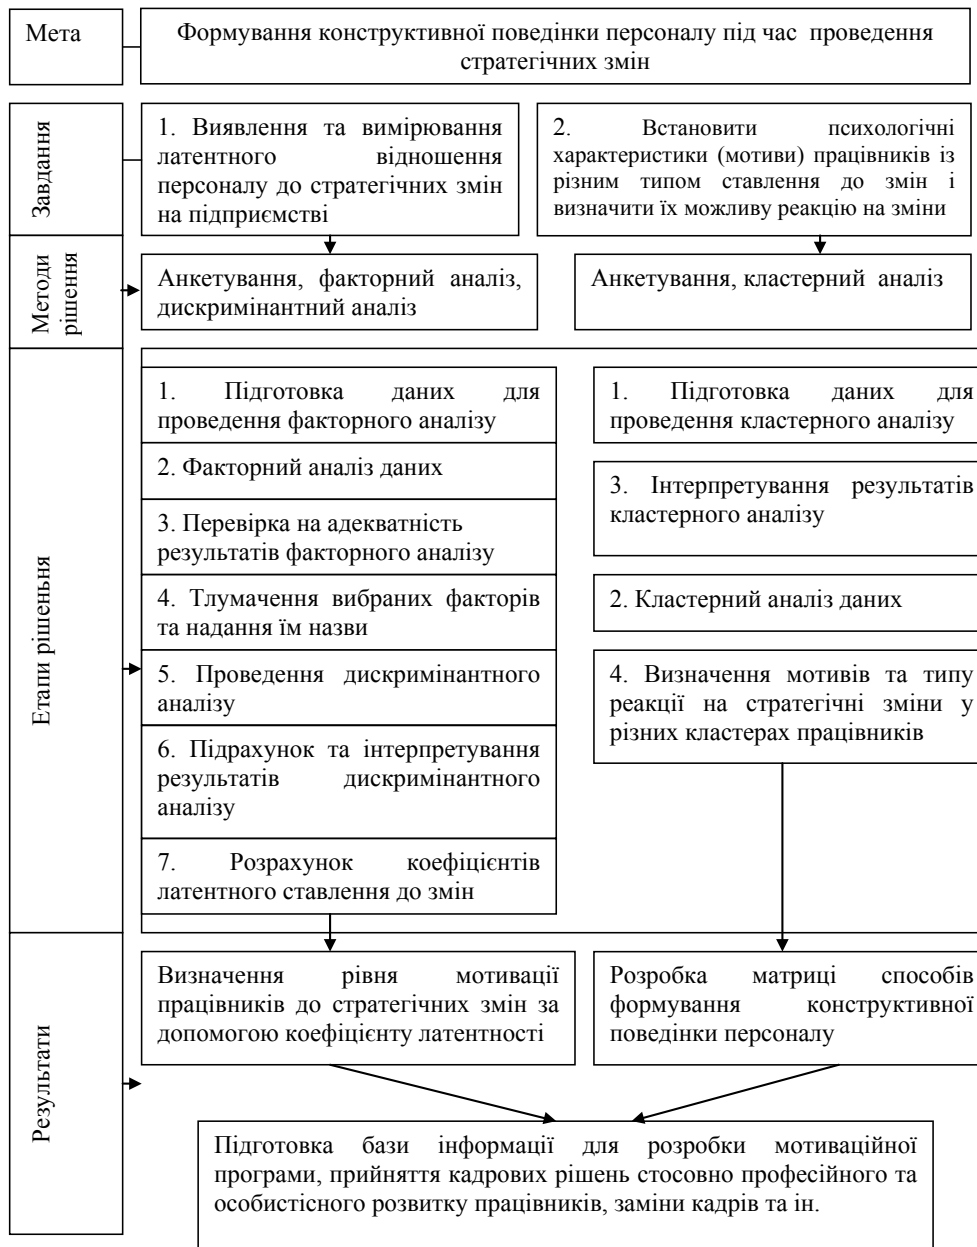 Мета
Формування конструктивної поведінки персоналу під час проведення
стратегічних змін
Завдання
1. Виявлення та вимірювання
латентного відношення
персоналу до стратегічних змін
на підприємстві
2. Встановити психологічні
характеристики (мотиви) працівників із
різним типом ставлення до змін і
визначити їх можливу реакцію на зміни
Методи
рішення
Анкетування, факторний аналіз,
дискримінантний аналіз
Анкетування, кластерний аналіз
Етапи рішеньня
1. Підготовка даних для
проведення факторного аналізу
2. Факторний аналіз даних
3. Перевірка на адекватність
результатів факторного аналізу
4. Тлумачення вибраних факторів
та надання їм назви
5. Проведення дискримінантного
аналізу
6. Підрахунок та інтерпретування
результатів дискримінантного
аналізу
7. Розрахунок коефіцієнтів
латентного ставлення до змін
1. Підготовка даних для
проведення кластерного аналізу
3. Інтерпретування результатів
кластерного аналізу
2. Кластерний аналіз даних
4. Визначення мотивів та типу
реакції на стратегічні зміни у
різних кластерах працівників
Результати
Визначення рівня мотивації
працівників до стратегічних змін за
допомогою коефіцієнту латентності
Розробка матриці способів
формування конструктивної
поведінки персоналу
Підготовка бази інформації для розробки мотиваційної
програми, прийняття кадрових рішень стосовно професійного та
особистісного розвитку працівників, заміни кадрів та ін.